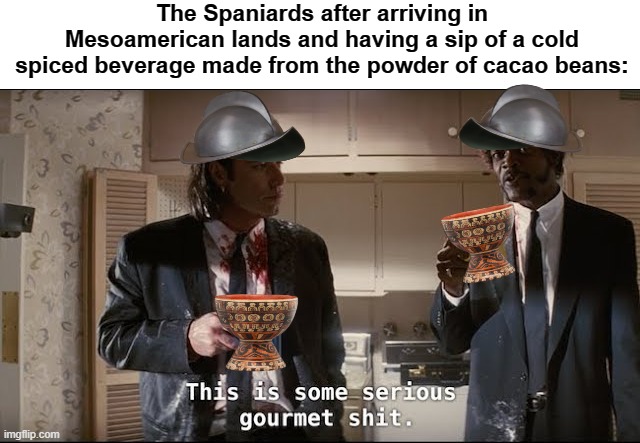 The Spaniards after arriving in
Mesoamerican lands and having a sip of a cold
spiced beverage made from the powder of cacao beans:
This is some serious
gourmet shit.
imgflip.com